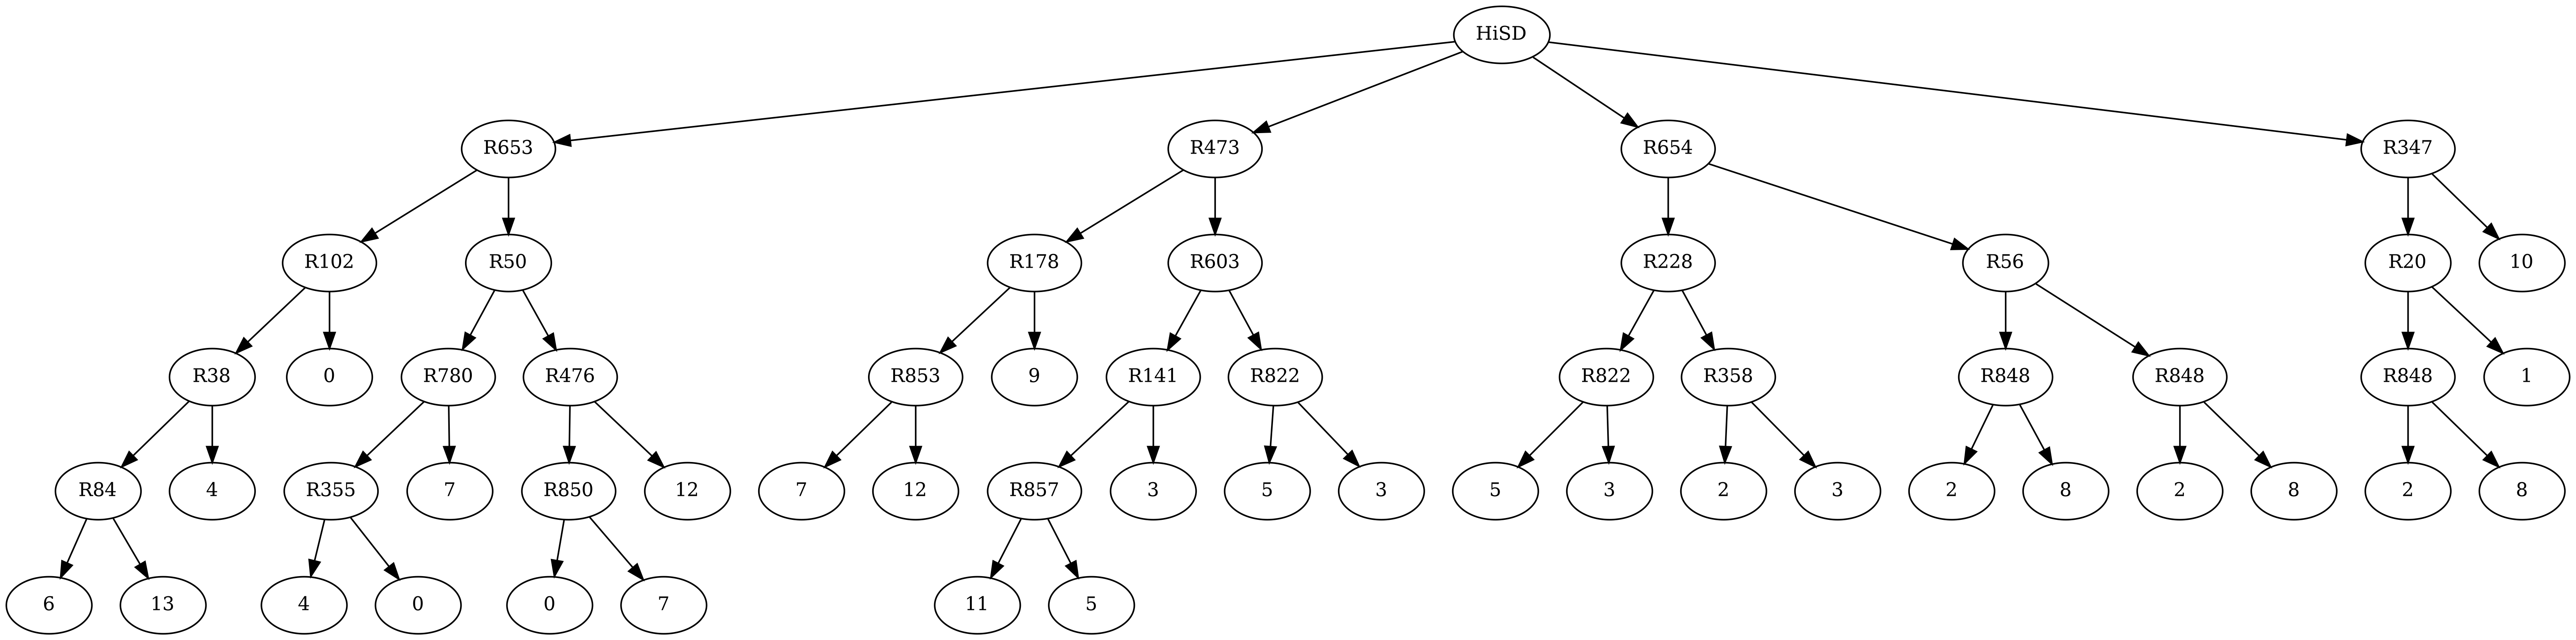 HiSD
R653 R473 R654 R347
R102 R50 R178 R603 R228 R56 R20 10
R38 0 R780 R476 R853 9 R141 R822 R822 R358 R848 R848 R848 1
R84 4 R355 7 R850 12 7 12 R857 3 5 3 5 3 2 3 2 8 2 8 2 8
6 13 4 0 0 7 11 5